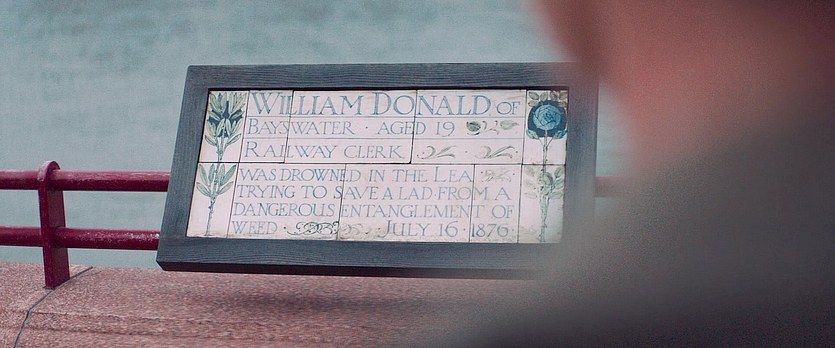 WILLIAM DONALD OF
BAYSWATER · AGED 19
RAILWAY CLERK
WAS DROWNED IN THE LEA
TRYING TO SAVE A LAD FROM A
DANGEROUS ENTANGLEMENT OF
WEED JULY 16 · 1876